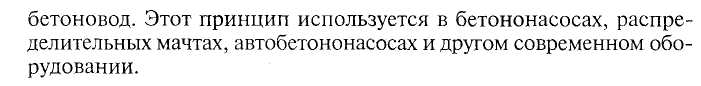 бетоновод. Этот принцип используется в бетононасосах, распре-
делительных мачтах, автобетононасосах и другом современном обо-
рудовании.